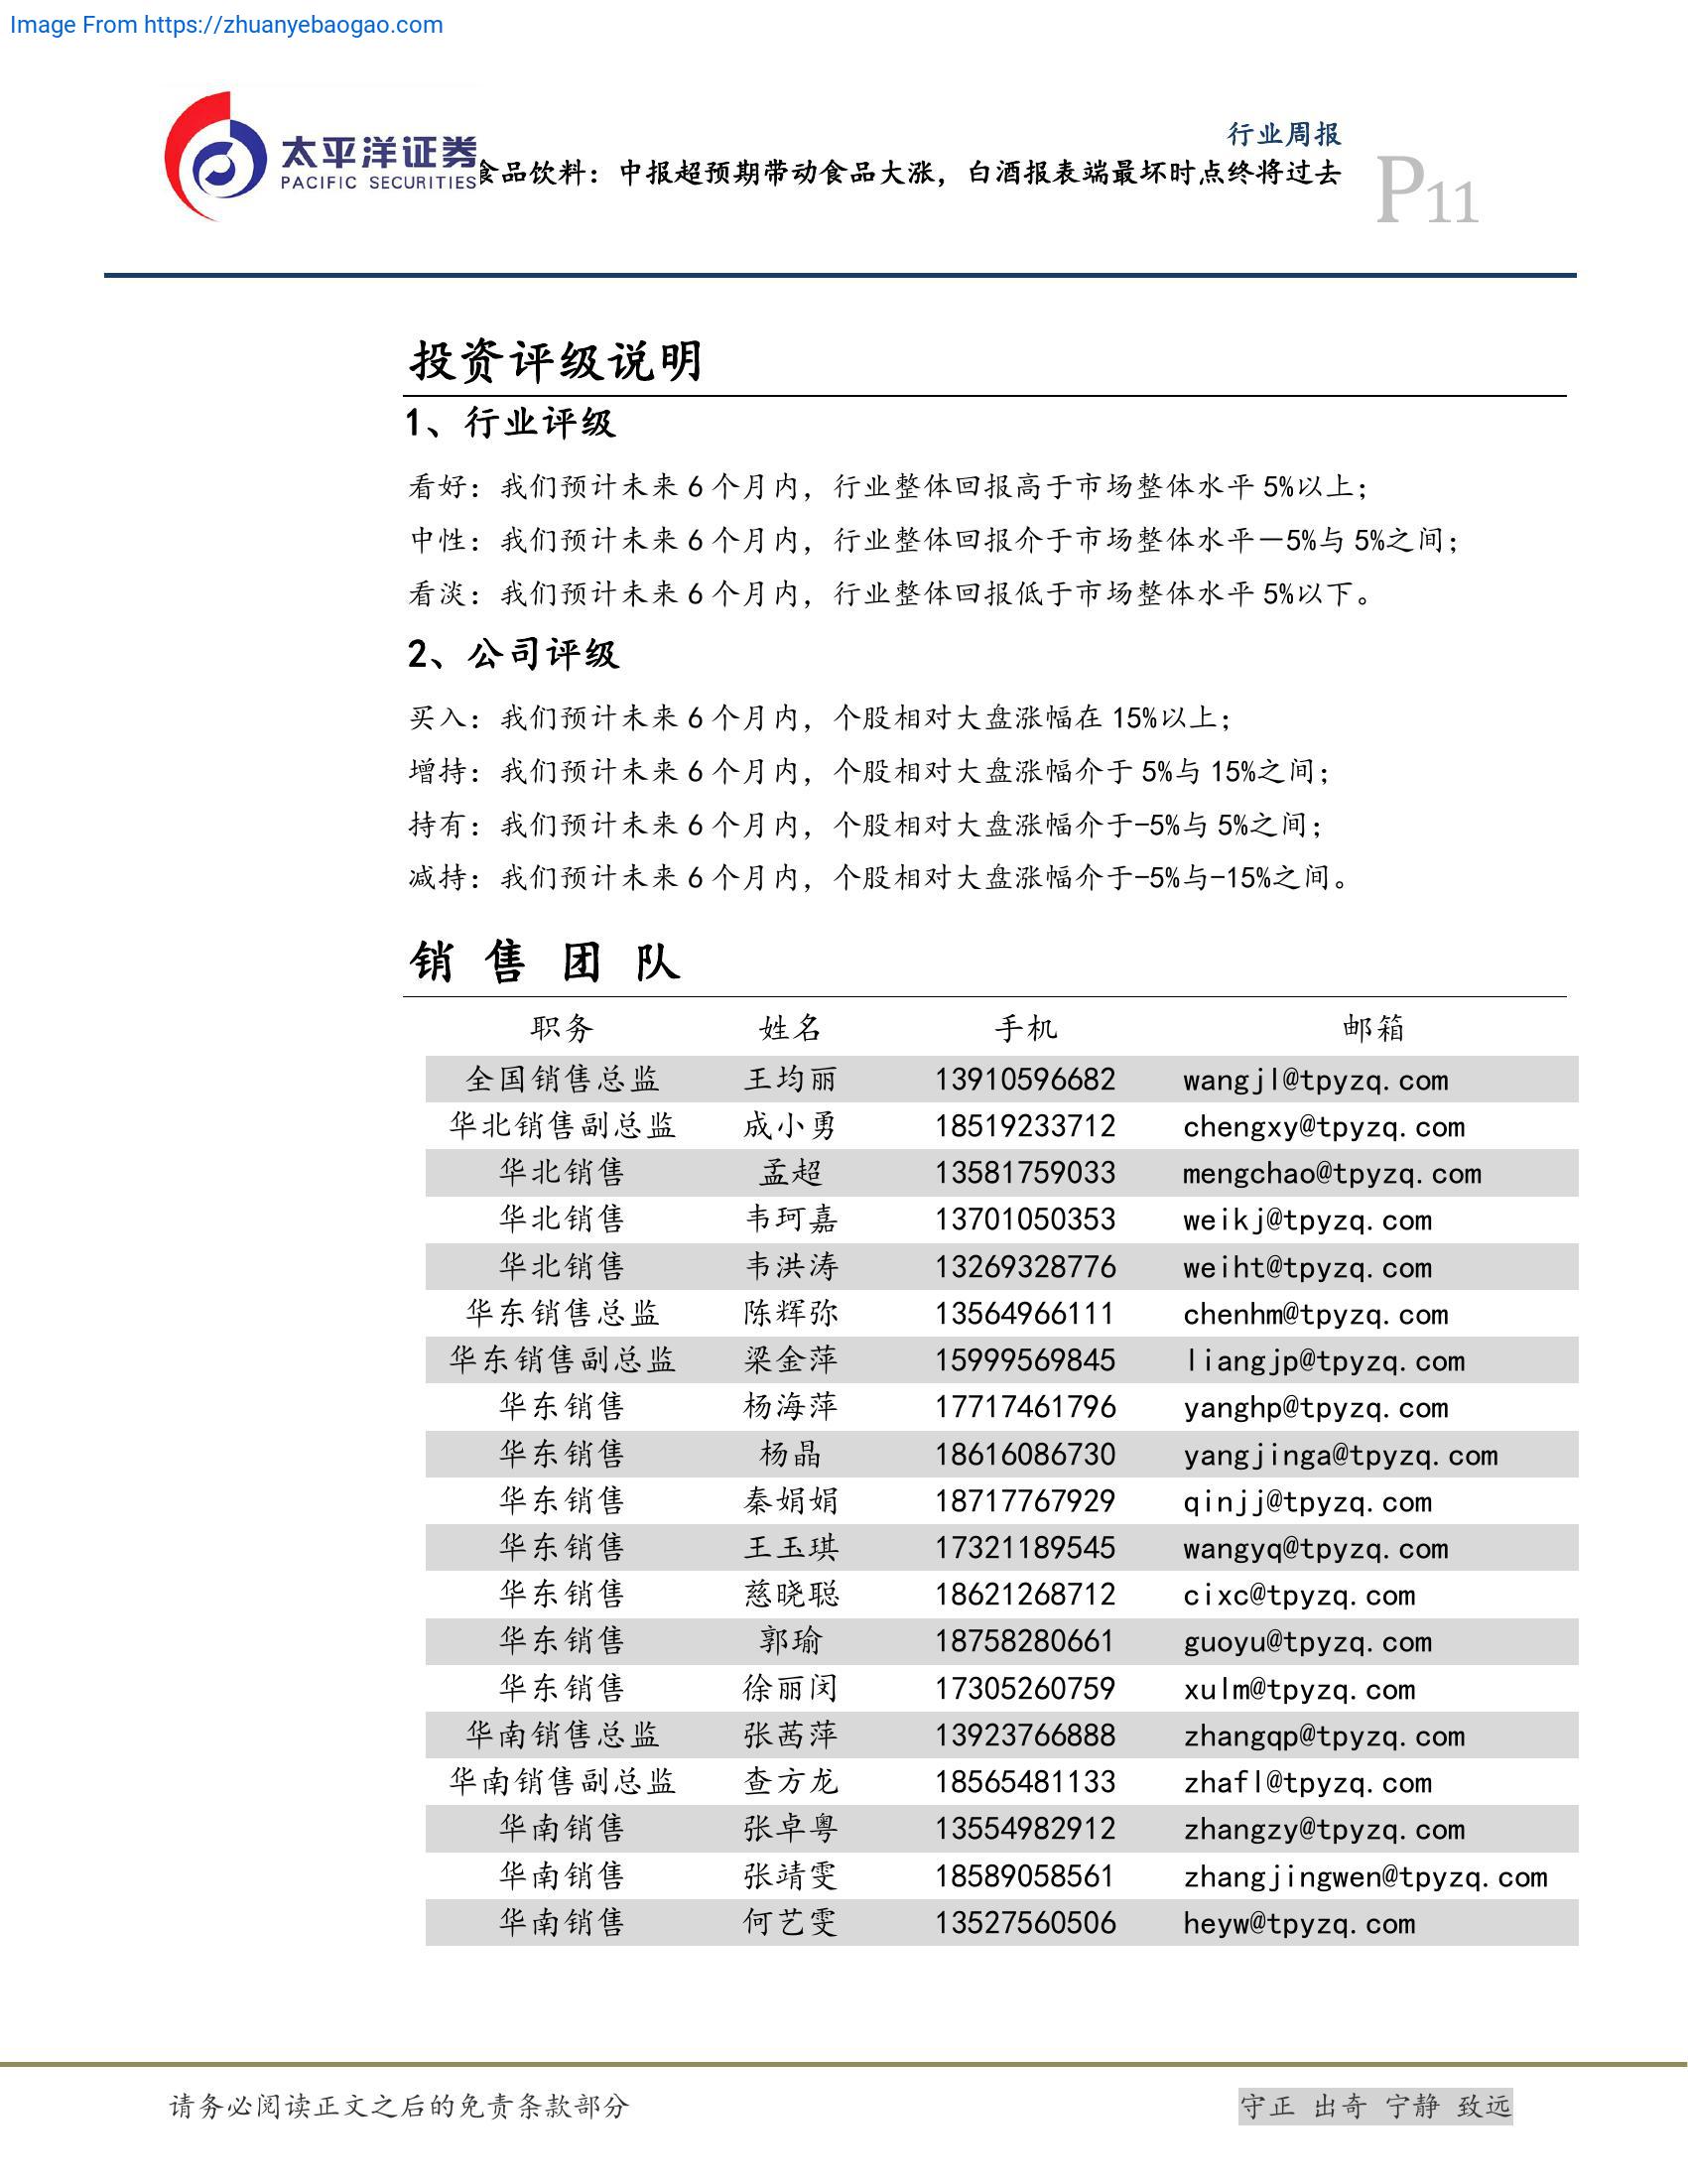 Image From https://zhuanyebaogao.com
太平洋证券
PACIFIC SECURITIES
行业周报
食品饮料：中报超预期带动食品大涨，白酒报表端最坏时点终将过去
P11
投资评级说明
1、行业评级
看好：我们预计未来 6 个月内，行业整体回报高于市场整体水平 5%以上；
中性：我们预计未来 6 个月内，行业整体回报介于市场整体水平－5%与 5%之间；
看淡：我们预计未来 6 个月内，行业整体回报低于市场整体水平 5%以下。
2、公司评级
买入：我们预计未来 6 个月内，个股相对大盘涨幅在 15%以上；
增持：我们预计未来 6 个月内，个股相对大盘涨幅介于 5%与 15%之间；
持有：我们预计未来 6 个月内，个股相对大盘涨幅介于-5%与 5%之间；
减持：我们预计未来 6 个月内，个股相对大盘涨幅介于-5%与-15%之间。
销 售 团 队
职务 姓名 手机 邮箱
全国销售总监 王均丽 13910596682 wangjl@tpyzq.com
华北销售副总监 成小勇 18519233712 chengxy@tpyzq.com
华北销售 孟超 13581759033 mengchao@tpyzq.com
华北销售 韦珂嘉 13701050353 weikj@tpyzq.com
华北销售 韦洪涛 13269328776 weiht@tpyzq.com
华东销售总监 陈辉弥 13564966111 chenhm@tpyzq.com
华东销售副总监 梁金萍 15999569845 liangjp@tpyzq.com
华东销售 杨海萍 17717461796 yanghp@tpyzq.com
华东销售 杨晶 18616086730 yangjinga@tpyzq.com
华东销售 秦娟娟 18717767929 qinjj@tpyzq.com
华东销售 王玉琪 17321189545 wangyq@tpyzq.com
华东销售 慈晓聪 18621268712 cixc@tpyzq.com
华东销售 郭瑜 18758280661 guoyu@tpyzq.com
华东销售 徐丽闵 17305260759 xulm@tpyzq.com
华南销售总监 张茜萍 13923766888 zhangqp@tpyzq.com
华南销售副总监 查方龙 18565481133 zhafl@tpyzq.com
华南销售 张卓粤 13554982912 zhangzy@tpyzq.com
华南销售 张靖雯 18589058561 zhangjingwen@tpyzq.com
华南销售 何艺雯 13527560506 heyw@tpyzq.com
请务必阅读正文之后的免责条款部分
守正 出奇 宁静 致远